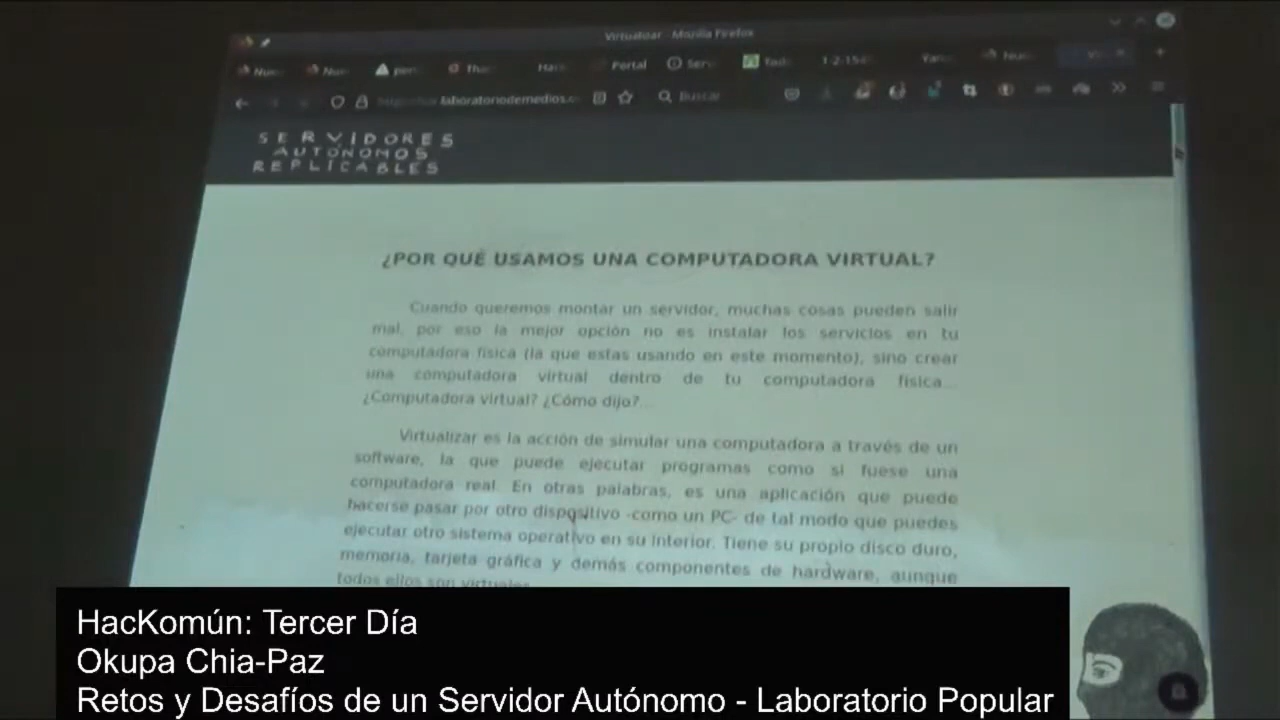 Virtualizar - Mozilla Firefox
Portal
laboratoriodemedios.
Buscar
SERVIDORES
AUTÓNOMOS
REPLICABLES
¿POR QUÉ USAMOS UNA COMPUTADORA VIRTUAL?
Cuando queremos montar un servidor, muchas cosas pueden salir
mal, por eso la mejor opción no es instalar los servicios en tu
computadora física (la que estas usando en este momento), sino crear
una computadora virtual dentro de tu computadora física...
¿Computadora virtual? ¿Cómo dijo?...
Virtualizar es la acción de simular una computadora a través de un
software, la que puede ejecutar programas como si fuese una
computadora real. En otras palabras, es una aplicación que puede
hacerse pasar por otro dispositivo -como un PC- de tal modo que puedes
ejecutar otro sistema operativo en su interior. Tiene su propio disco duro,
memoria, tarjeta gráfica y demás componentes de hardware, aunque
todos ellos son virtuales
HacKomún: Tercer Día
Okupa Chia-Paz
Retos y Desafíos de un Servidor Autónomo - Laboratorio Popular